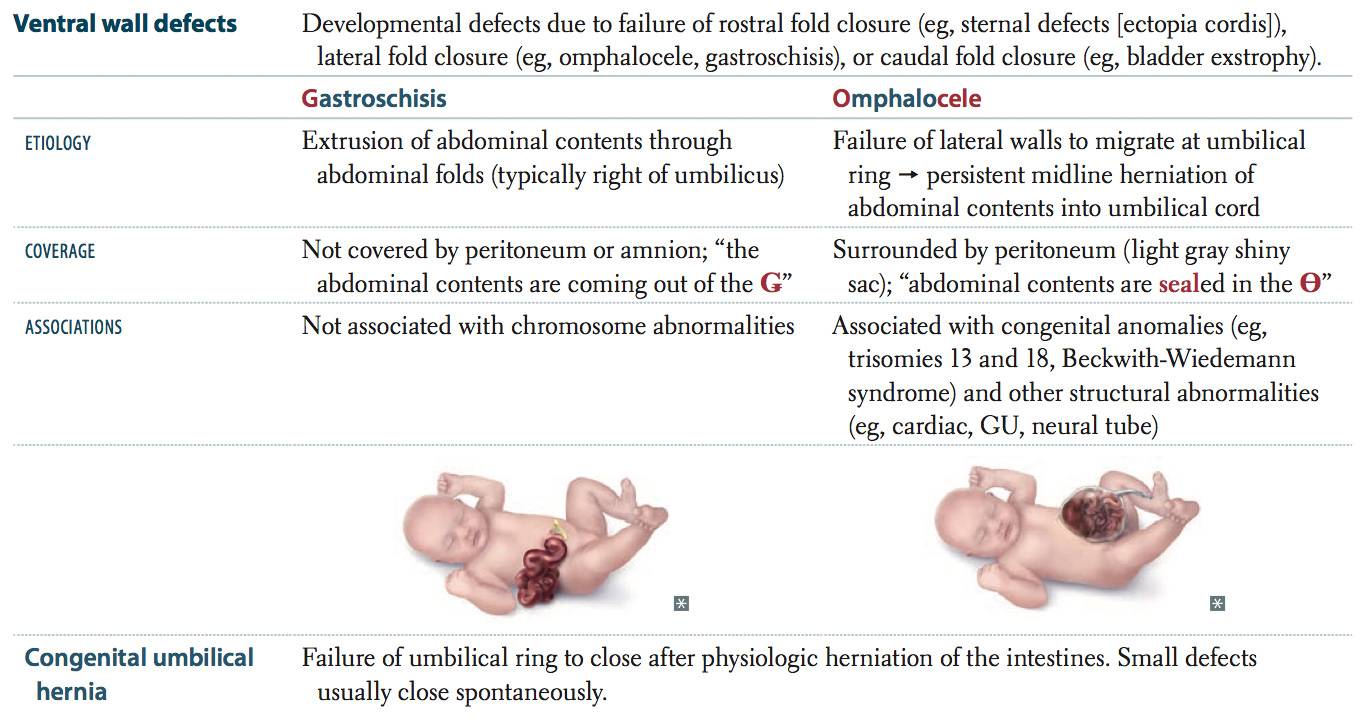 Ventral wall defects
Developmental defects due to failure of rostral fold closure (eg, sternal defects [ectopia cordis]),
lateral fold closure (eg, omphalocele, gastroschisis), or caudal fold closure (eg, bladder exstrophy).
Gastroschisis
Omphalocele
ETIOLOGY
Extrusion of abdominal contents through
abdominal folds (typically right of umbilicus)
Failure of lateral walls to migrate at umbilical
ring → persistent midline herniation of
abdominal contents into umbilical cord
COVERAGE
Not covered by peritoneum or amnion; “the
abdominal contents are coming out of the G”
Surrounded by peritoneum (light gray shiny
sac); “abdominal contents are sealed in the O”
ASSOCIATIONS
Not associated with chromosome abnormalities
Associated with congenital anomalies (eg,
trisomies 13 and 18, Beckwith-Wiedemann
syndrome) and other structural abnormalities
(eg, cardiac, GU, neural tube)
Congenital umbilical
hernia
Failure of umbilical ring to close after physiologic herniation of the intestines. Small defects
usually close spontaneously.